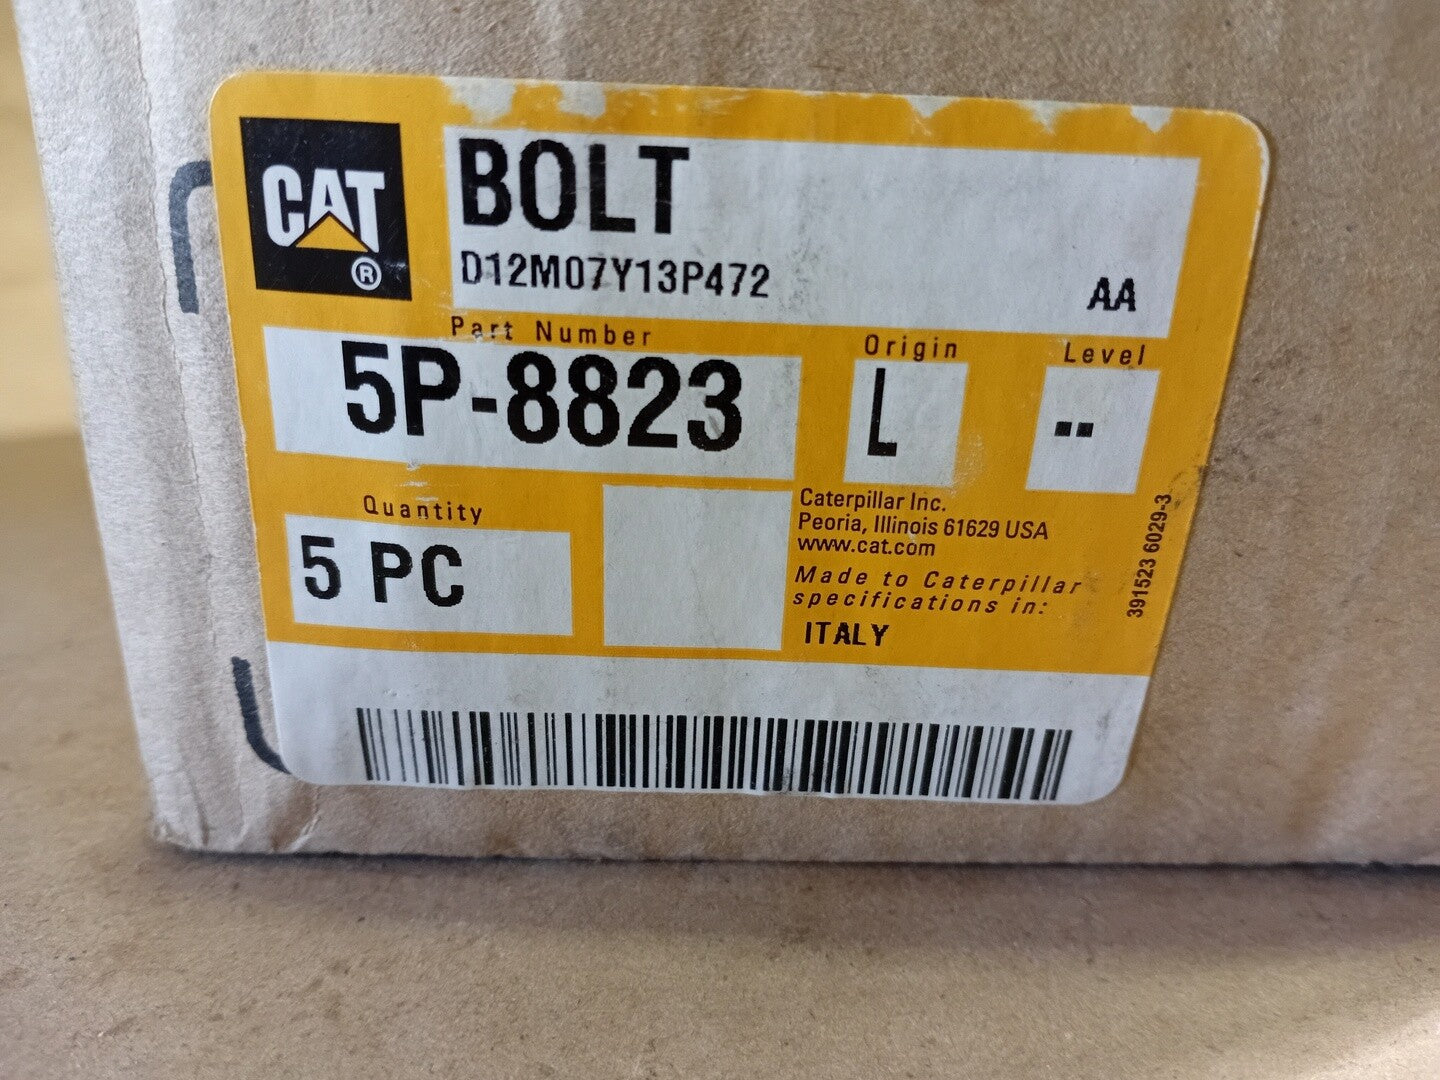 CAT
®
BOLT
D12M07Y13P472
AA
Part Number
5P-8823
Origin
L
Level
--
Quantity
5 PC
Caterpillar Inc.
Peoria, Illinois 61629 USA
www.cat.com
Made to Caterpillar
specifications in:
ITALY
391523 6029-3